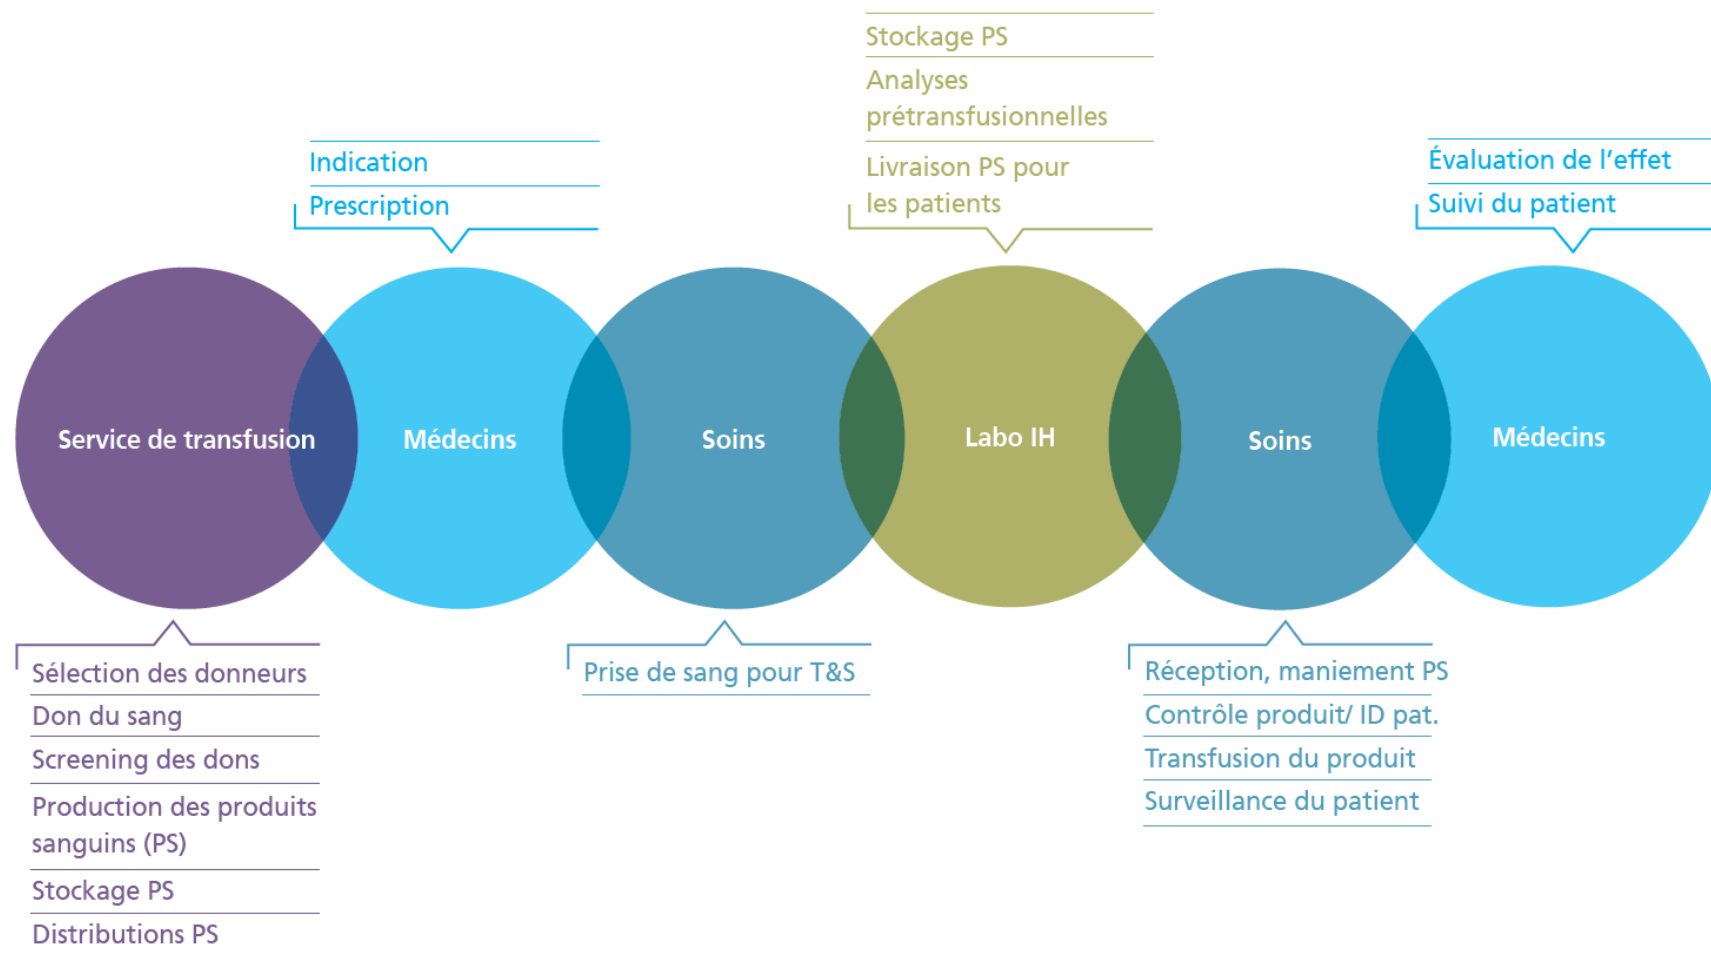 Stockage PS
Analyses
prétransfusionnelles
Livraison PS pour
les patients
Indication
Prescription
Évaluation de l’effet
Suivi du patient
Service de transfusion
Médecins
Soins
Labo IH
Soins
Médecins
Sélection des donneurs
Don du sang
Screening des dons
Production des produits
sanguins (PS)
Stockage PS
Distributions PS
Prise de sang pour T&S
Réception, maniement PS
Contrôle produit/ ID pat.
Transfusion du produit
Surveillance du patient